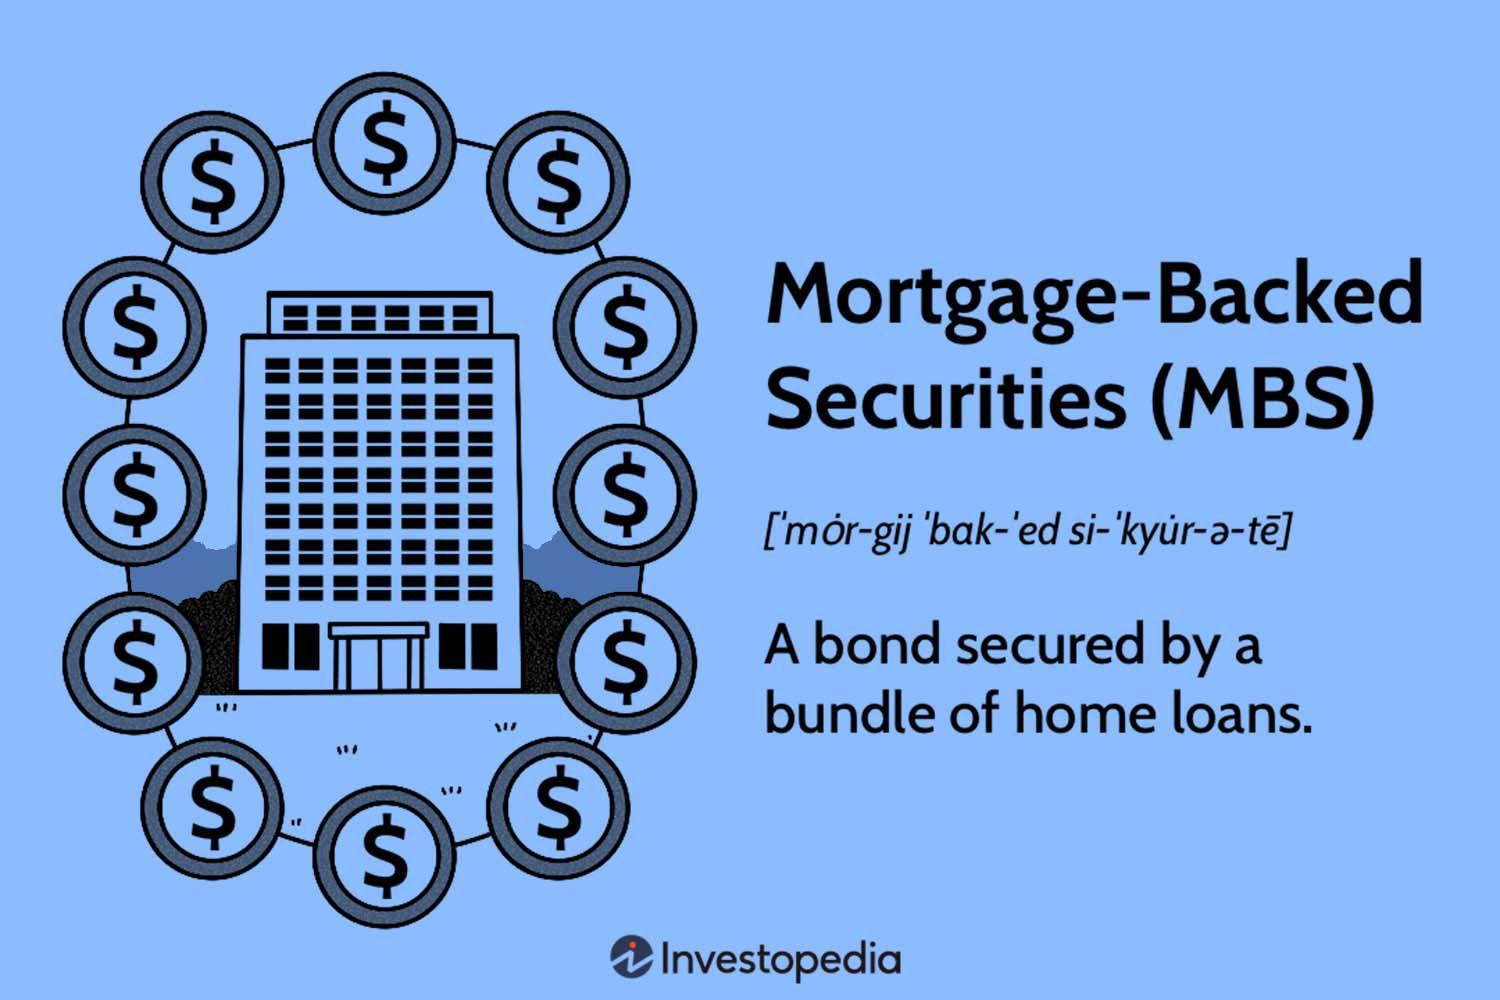 $
$
$
$
$
$
$
$
$
$
$
$
Mortgage-Backed
Securities (MBS)
[ˈmȯr-gij ˈbak-ˈed si-ˈkyu̇r-ə-tē]
A bond secured by a
bundle of home loans.
Investopedia